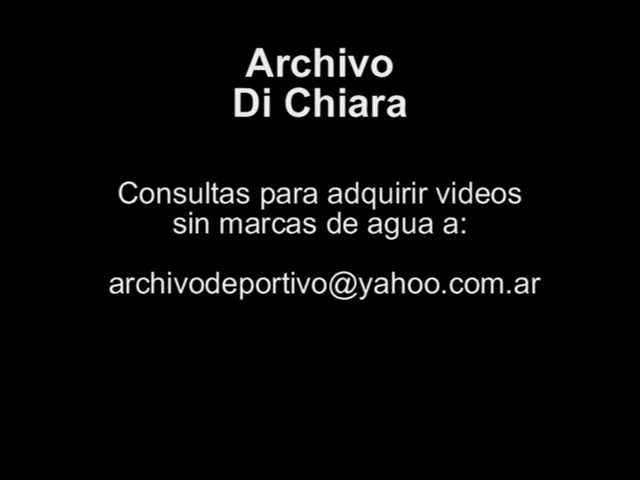 Archivo
Di Chiara
Consultas para adquirir videos
sin marcas de agua a:
archivodeportivo@yahoo.com.ar